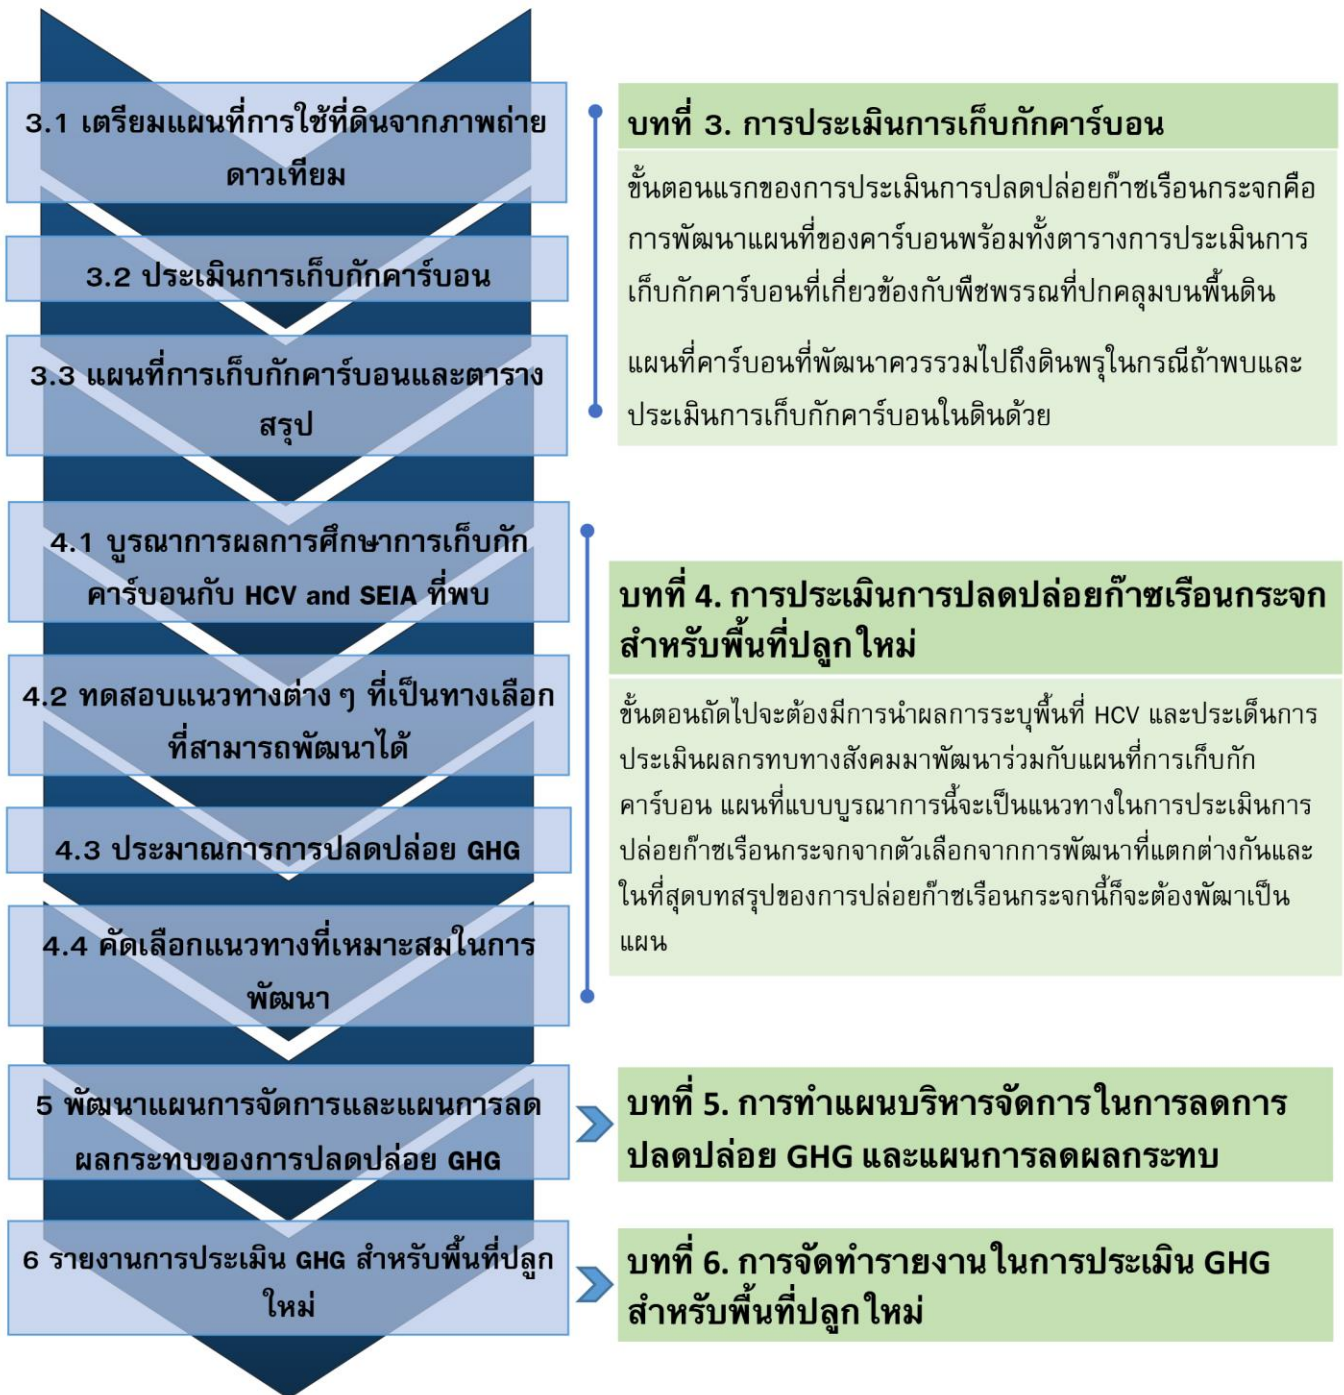 3.1 เตรียมแผนที่การใช้ที่ดินจากภาพถ่าย
ดาวเทียม
3.2 ประเมินการเก็บกักคาร์บอน
3.3 แผนที่การเก็บกักคาร์บอนและตาราง
สรุป
บทที่ 3. การประเมินการเก็บกักคาร์บอน
ขั้นตอนแรกของการประเมินการปลดปล่อยก๊าซเรือนกระจกคือ
การพัฒนาแผนที่ของคาร์บอนพร้อมทั้งตารางการประเมินการ
เก็บกักคาร์บอนที่เกี่ยวข้องกับพืชพรรณที่ปกคลุมบนพื้นดิน
แผนที่คาร์บอนที่พัฒนาควรรวมไปถึงดินพรุในกรณีถ้าพบและ
ประเมินการเก็บกักคาร์บอนในดินด้วย
4.1 บูรณาการผลการศึกษาการเก็บกัก
คาร์บอนกับ HCV and SEIA ที่พบ
4.2 ทดสอบแนวทางต่าง ๆ ที่เป็นทางเลือก
ที่สามารถพัฒนาได้
4.3 ประมาณการการปลดปล่อย GHG
4.4 คัดเลือกแนวทางที่เหมาะสมในการ
พัฒนา
บทที่ 4. การประเมินการปลดปล่อยก๊าซเรือนกระจก
สำหรับพื้นที่ปลูกใหม่
ขั้นตอนถัดไปจะต้องมีการนำผลการระบุพื้นที่ HCV และประเด็นการ
ประเมินผลกรทบทางสังคมมาพัฒนาร่วมกับแผนที่การเก็บกัก
คาร์บอน แผนที่แบบบูรณาการนี้จะเป็นแนวทางในการประเมินการ
ปล่อยก๊าซเรือนกระจกจากตัวเลือกจากการพัฒนาที่แตกต่างกันและ
ในที่สุดบทสรุปของการปล่อยก๊าซเรือนกระจกนี้ก็จะต้องพัฒาเป็น
แผน
5 พัฒนาแผนการจัดการและแผนการลด
ผลกระทบของการปลดปล่อย GHG
บทที่ 5. การทำแผนบริหารจัดการในการลดการ
ปลดปล่อย GHG และแผนการลดผลกระทบ
6 รายงานการประเมิน GHG สำหรับพื้นที่ปลูก
ใหม่
บทที่ 6. การจัดทำรายงานในการประเมิน GHG
สำหรับพื้นที่ปลูกใหม่